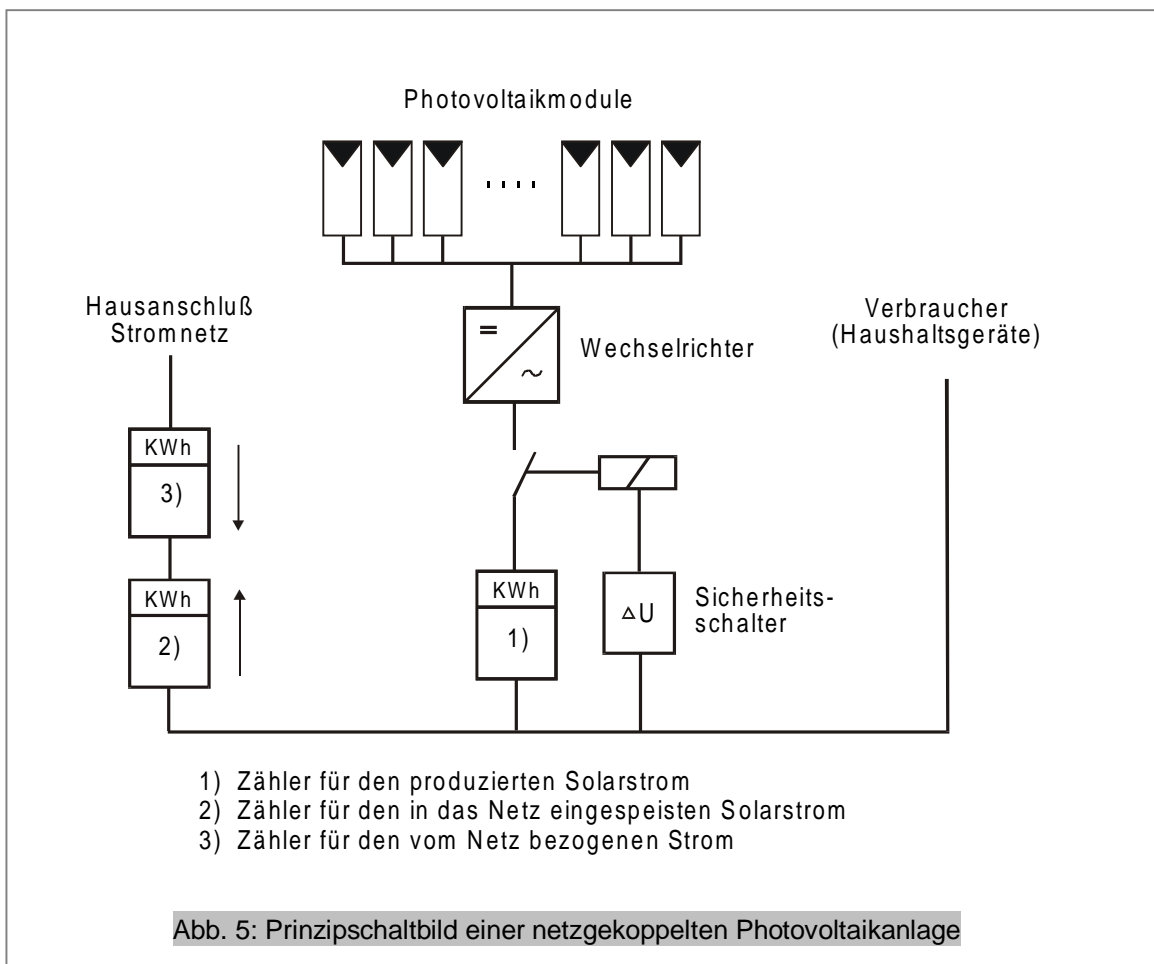 Photovoltaikmodule
Hausanschluß
Stromnetz
Wechselrichter
Verbraucher
(Haushaltsgeräte)
KWh
3)
KWh
2)
KWh
1)
ΔU
Sicherheits-
schalter
1) Zähler für den produzierten Solarstrom
2) Zähler für den in das Netz eingespeisten Solarstrom
3) Zähler für den vom Netz bezogenen Strom
Abb. 5: Prinzipschaltbild einer netzgekoppelten Photovoltaikanlage